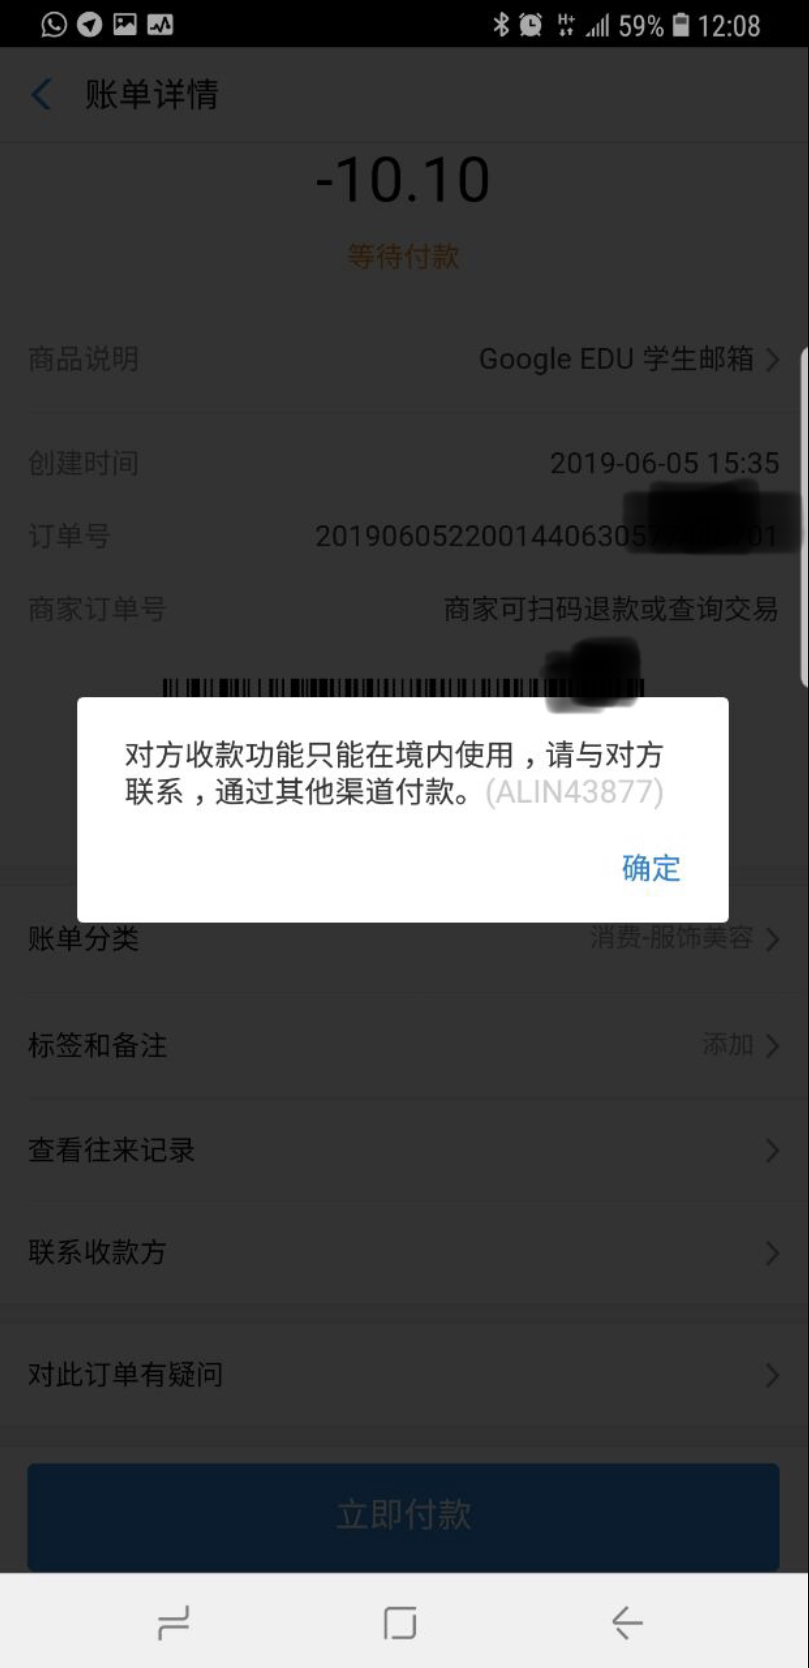 59% 12:08
账单详情
-10.10
等待付款
商品说明 Google EDU 学生邮箱
创建时间 2019-06-05 15:35
订单号 2019060522001440630577 01
商家订单号 商家可扫码退款或查询交易
对方收款功能只能在境内使用，请与对方
联系，通过其他渠道付款。(ALIN43877)
确定
账单分类 消费-服饰美容
标签和备注 添加
查看往来记录
联系收款方
对此订单有疑问
立即付款